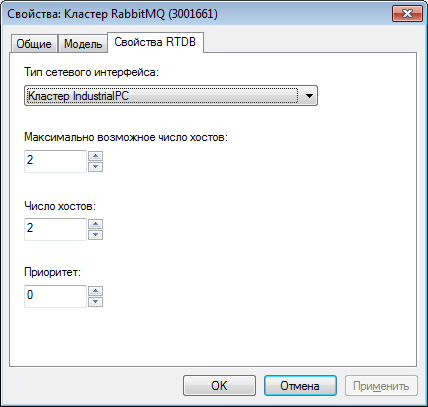 Свойства: Кластер RabbitMQ (3001661)
Общие Модель Свойства RTDB
Тип сетевого интерфейса:
Кластер IndustrialPC
Максимально возможное число хостов:
2
Число хостов:
2
Приоритет:
0
OK Отмена Применить